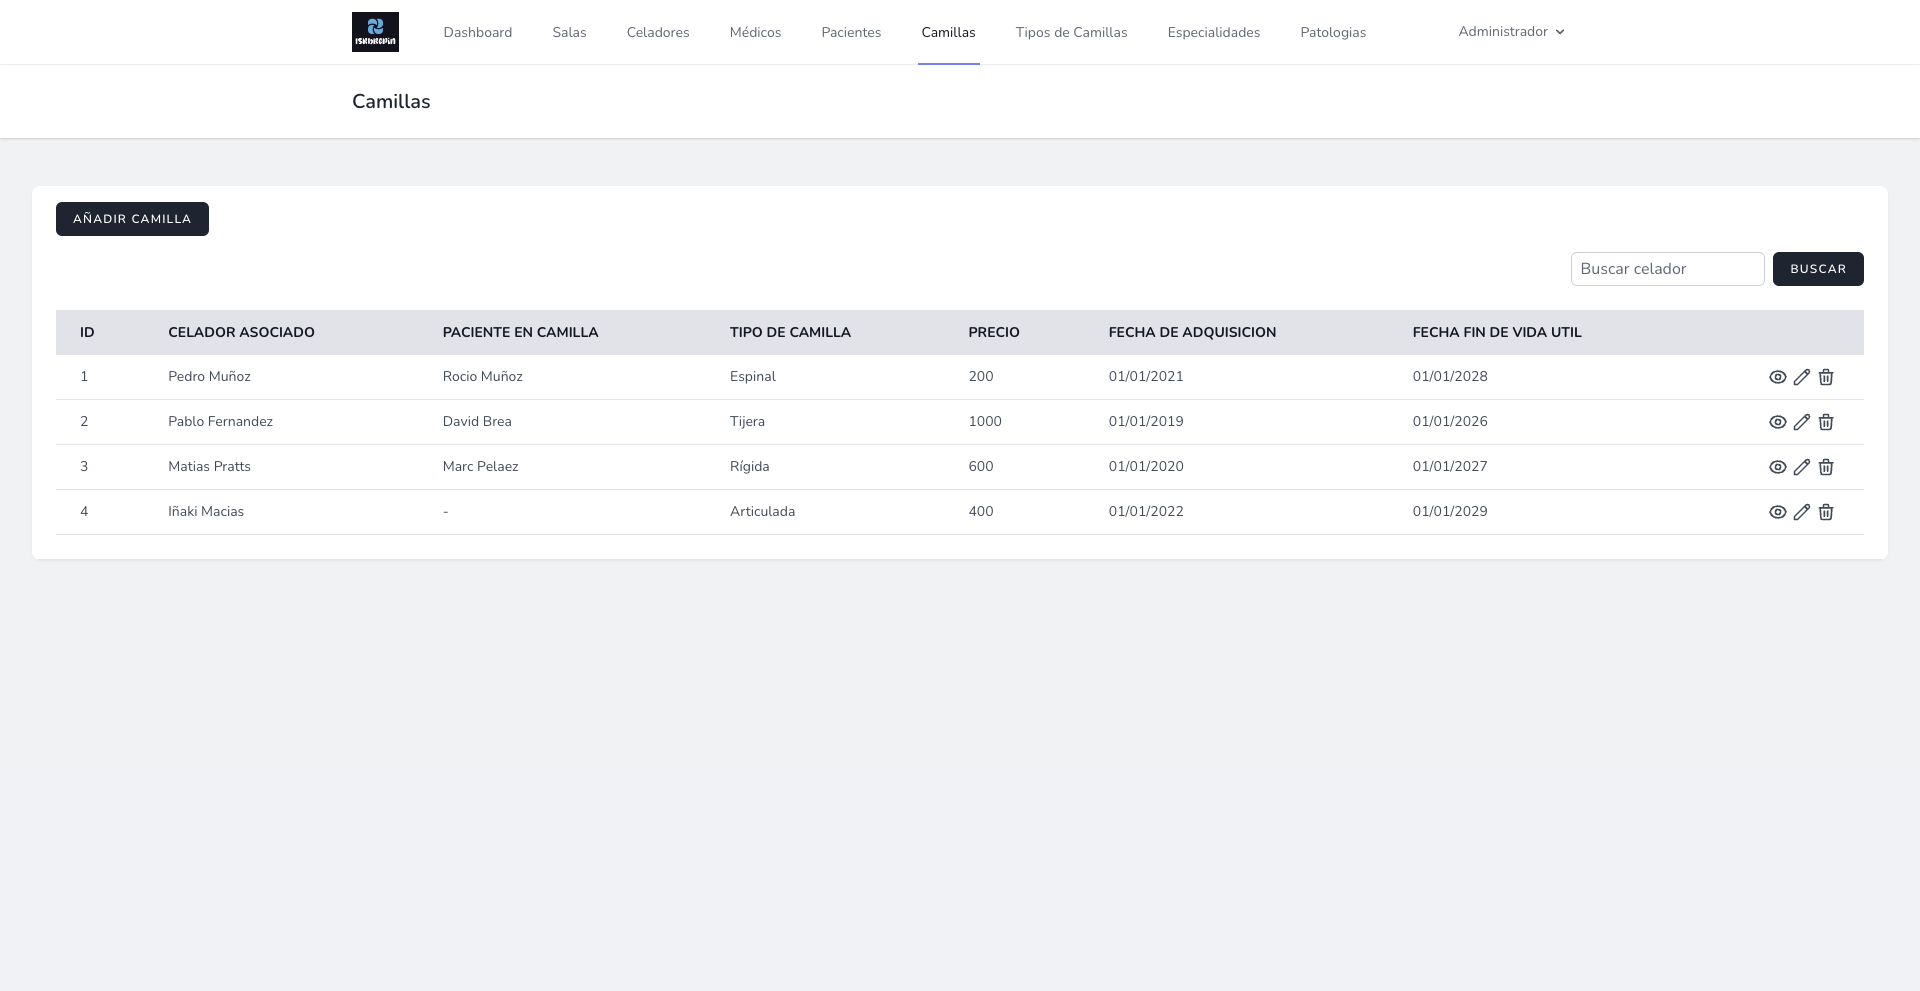 Dashboard Salas Celadores Médicos Pacientes Camillas Tipos de Camillas Especialidades Patologias Administrador
Camillas
AÑADIR CAMILLA
Buscar celador BUSCAR
ID CELADOR ASOCIADO PACIENTE EN CAMILLA TIPO DE CAMILLA PRECIO FECHA DE ADQUISICION FECHA FIN DE VIDA UTIL
1 Pedro Muñoz Rocio Muñoz Espinal 200 01/01/2021 01/01/2028
2 Pablo Fernandez David Brea Tijera 1000 01/01/2019 01/01/2026
3 Matias Pratts Marc Pelaez Rígida 600 01/01/2020 01/01/2027
4 Iñaki Macias - Articulada 400 01/01/2022 01/01/2029